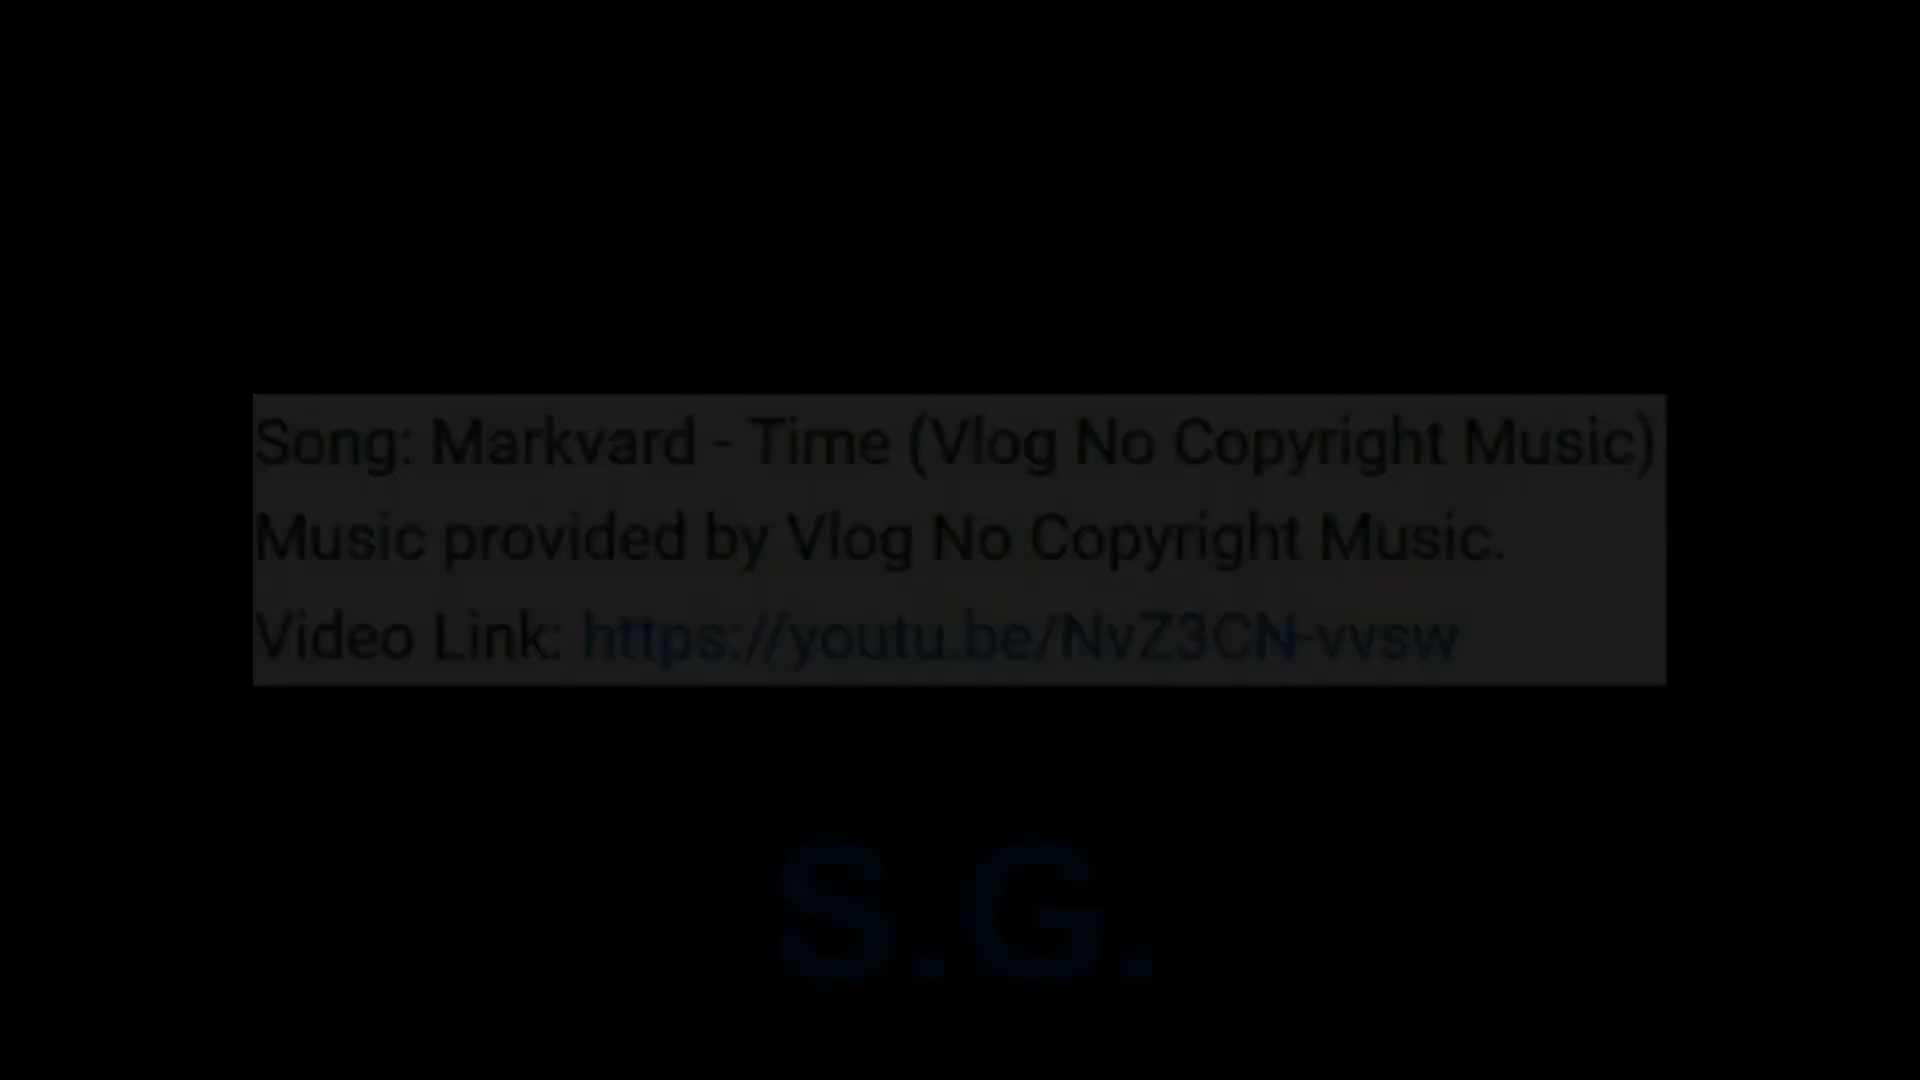 Song: Markvard - Time (Vlog No Copyright Music)
Music provided by Vlog No Copyright Music.
Video Link: https://youtu.be/NvZ3CN-vvsw
S.G.